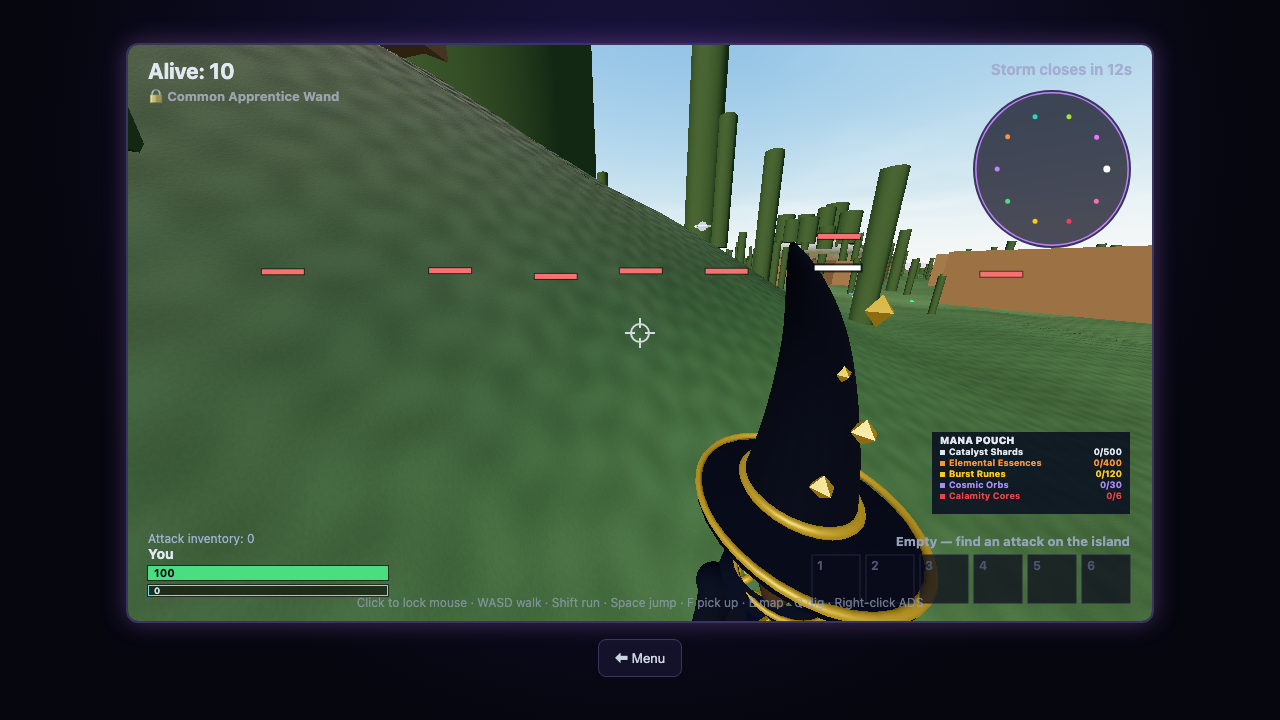 Alive: 10
🔒 Common Apprentice Wand
Storm closes in 12s
MANA POUCH
Catalyst Shards 0/500
Elemental Essences 0/400
Burst Runes 0/120
Cosmic Orbs 0/30
Calamity Cores 0/6
Attack inventory: 0
You
100
0
Empty — find an attack on the island
1 2 3 4 5 6
Click to lock mouse · WASD walk · Shift run · Space jump · F pick up · B map · Q dig · Right-click ADS
⬅ Menu